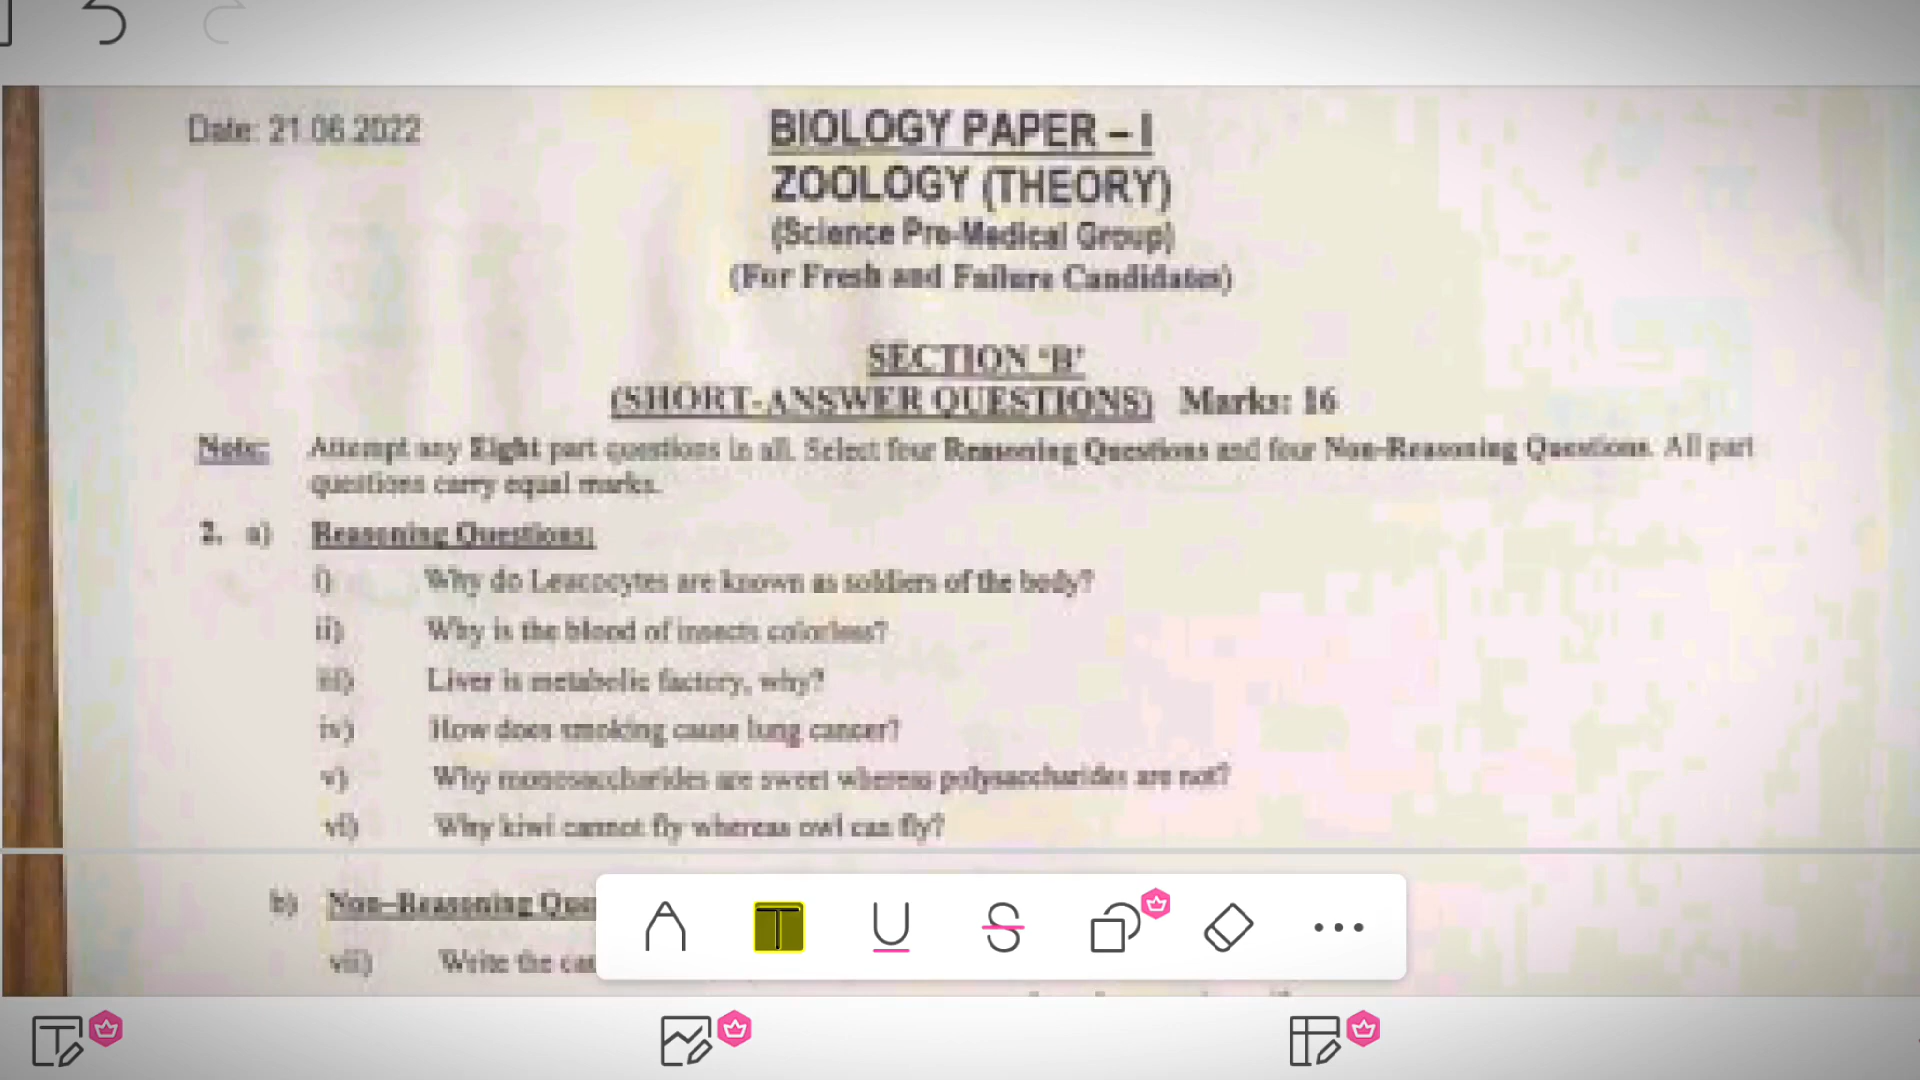 Date: 21.06.2022
BIOLOGY PAPER – I
ZOOLOGY (THEORY)
(Science Pre-Medical Group)
(For Fresh and Failure Candidates)
SECTION ‘B’
(SHORT-ANSWER QUESTIONS) Marks: 16
Note: Attempt any Eight part questions in all. Select four Reasoning Questions and four Non-Reasoning Questions. All part
questions carry equal marks.
2. a) Reasoning Questions:
i) Why do Leucocytes are known as soldiers of the body?
ii) Why is the blood of insects colorless?
iii) Liver is metabolic factory, why?
iv) How does smoking cause lung cancer?
v) Why monosaccharides are sweet whereas polysaccharides are not?
vi) Why kiwi cannot fly whereas owl can fly?
b) Non–Reasoning
vii) Write the